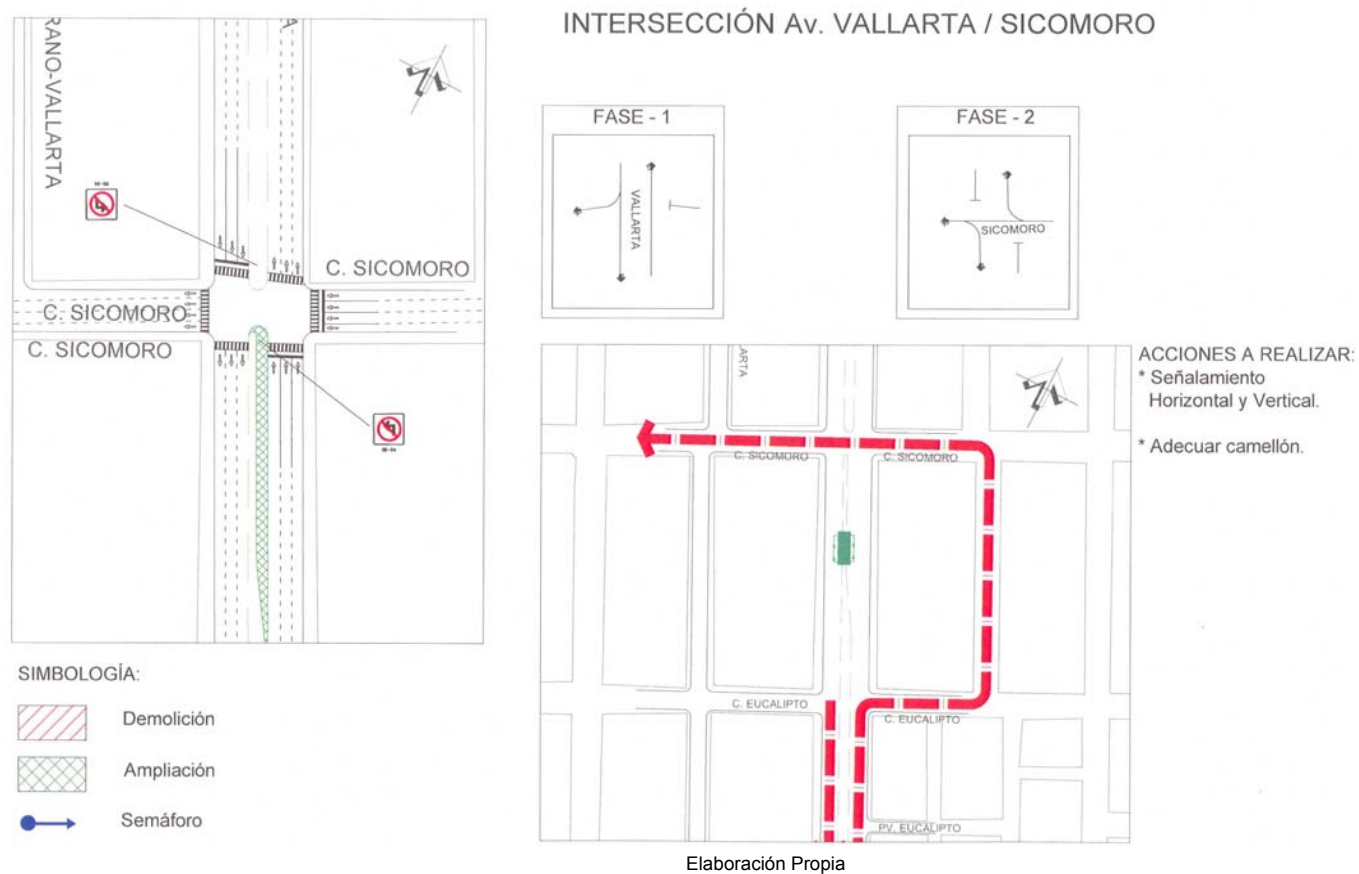 INTERSECCIÓN Av. VALLARTA / SICOMORO
RANO-VALLARTA
A
C. SICOMORO
C. SICOMORO
C. SICOMORO
FASE - 1
VALLARTA
FASE - 2
SICOMORO
ARTA
C. SICOMORO
C. SICOMORO
C. EUCALIPTO
C. EUCALIPTO
PV. EUCALIPTO
ACCIONES A REALIZAR:
* Señalamiento
Horizontal y Vertical.
* Adecuar camellón.
SIMBOLOGÍA:
Demolición
Ampliación
Semáforo
Elaboración Propia